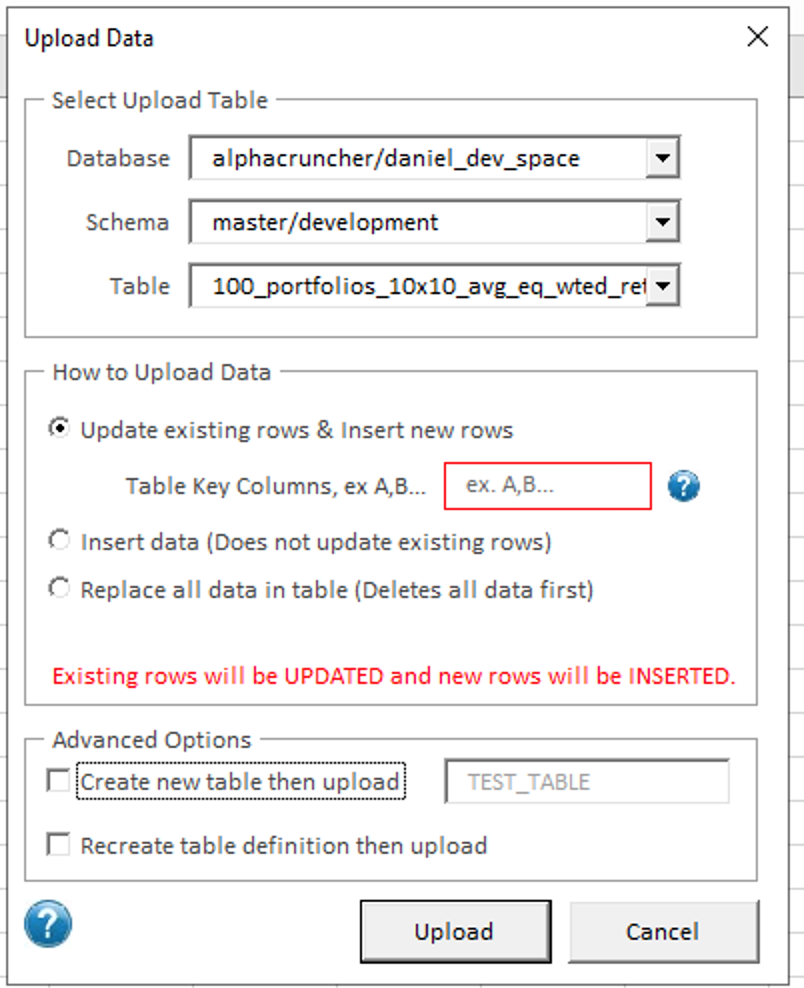 Upload Data
Select Upload Table
Database alphacruncher/daniel_dev_space
Schema master/development
Table 100_portfolios_10x10_avg_eq_wted_ret
How to Upload Data
Update existing rows & Insert new rows
Table Key Columns, ex A,B... ex. A,B...
?
Insert data (Does not update existing rows)
Replace all data in table (Deletes all data first)
Existing rows will be UPDATED and new rows will be INSERTED.
Advanced Options
Create new table then upload TEST_TABLE
Recreate table definition then upload
? Upload Cancel